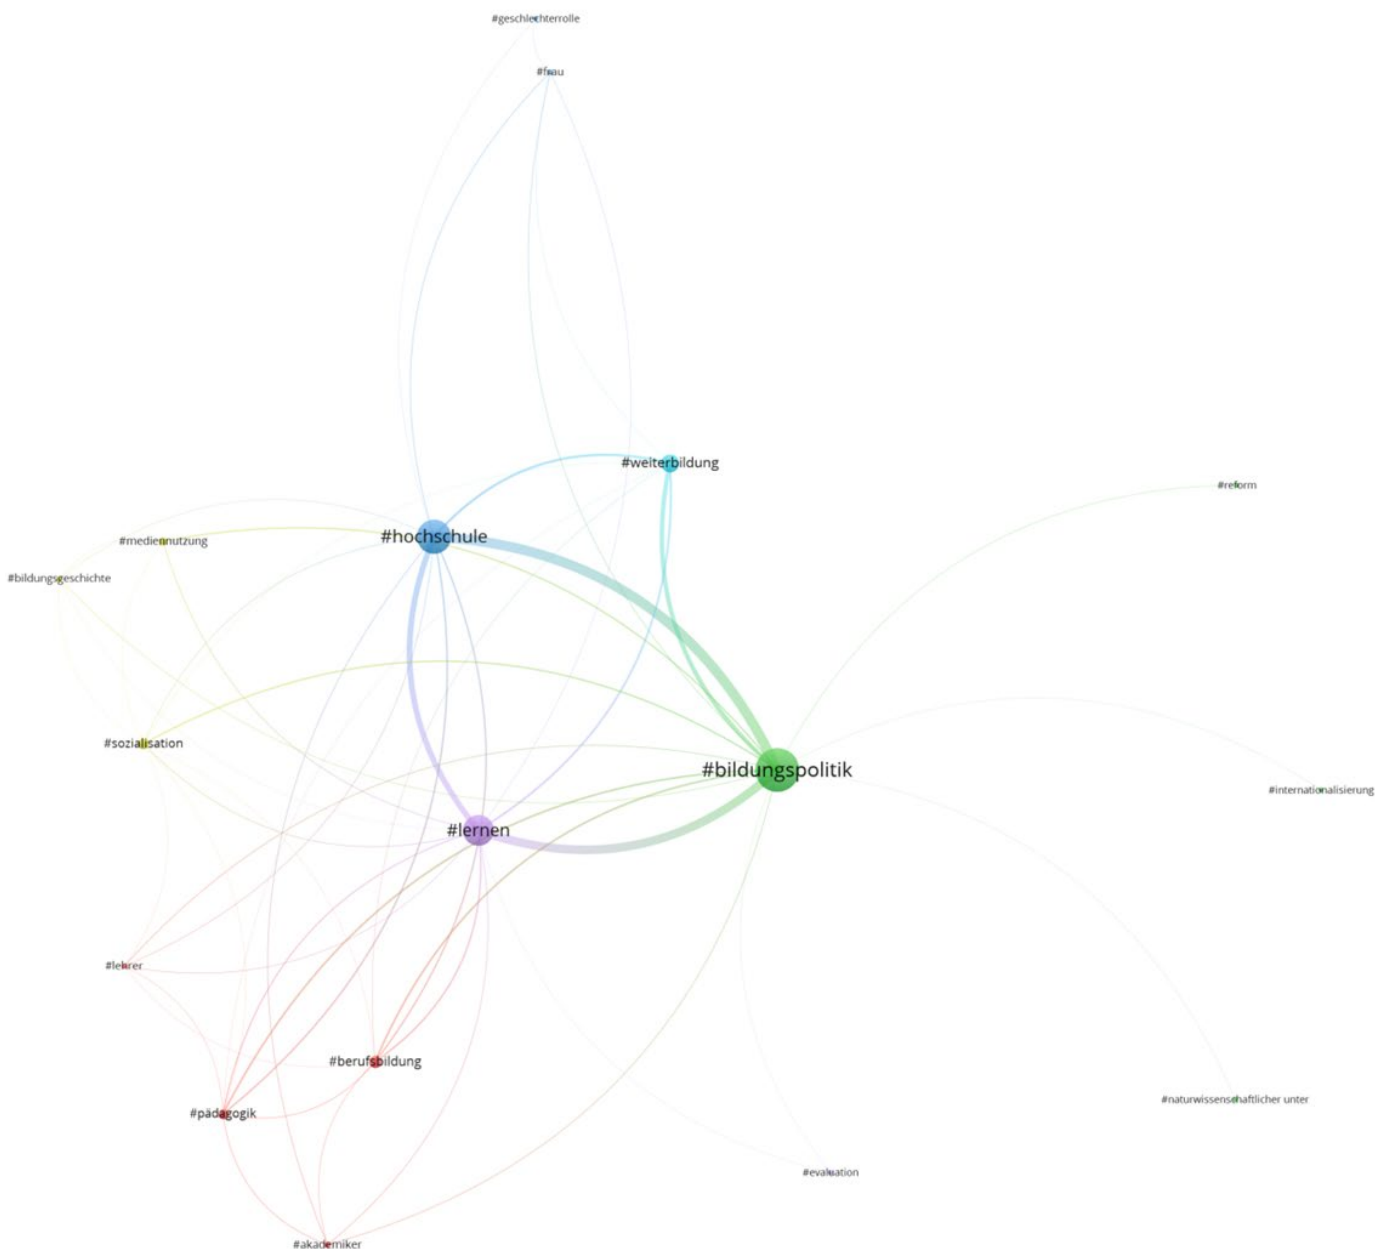 #geschlechterrolle
#frau
#weiterbildung
#reform
#hochschule
#mediennutzung
#bildungsgeschichte
#sozialisation
#bildungspolitik
#internationalisierung
#lernen
#lehrer
#berufsbildung
#naturwissenschaftlicher unter
#pädagogik
#evaluation
#akademiker